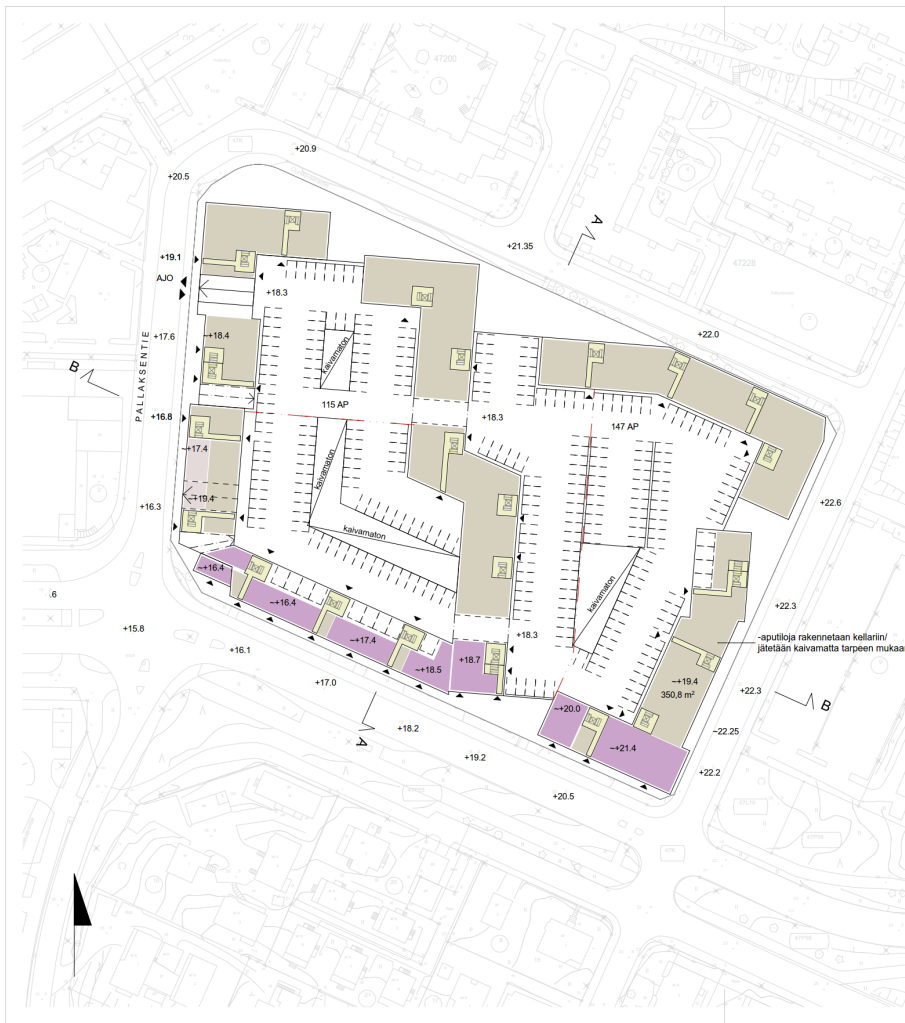 47200
+20.9
+20.5
A
+21.35
+19.1
47228
AJO
+18.3
+22.0
+17.6
~+18.4
kaivamaton
PALLAKSENTIE
B
115 AP
+16.8
+18.3
147 AP
~+17.4
kaivamaton
+19.4
+16.3
+22.6
kaivamaton
~+16.4
kaivamaton
.6
~+16.4
+22.3
+15.8
~+17.4
+18.3
-aputiloja rakennetaan kellariin/
jätetään kaivamatta tarpeen mukaan
+16.1
+18.7
~+18.5
~+19.4
+17.0
350,8 m²
+22.3
B
~+20.0
+18.2
~22.25
A
~+21.4
+19.2
+22.2
+20.5